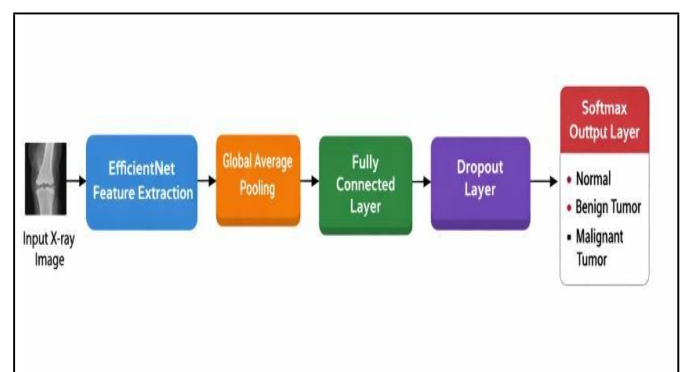 Input X-ray
Image
EfficientNet
Feature Extraction
Global Average
Pooling
Fully
Connected
Layer
Dropout
Layer
Softmax
Outtput Layer
• Normal
• Benign Tumor
▪ Malignant
Tumor